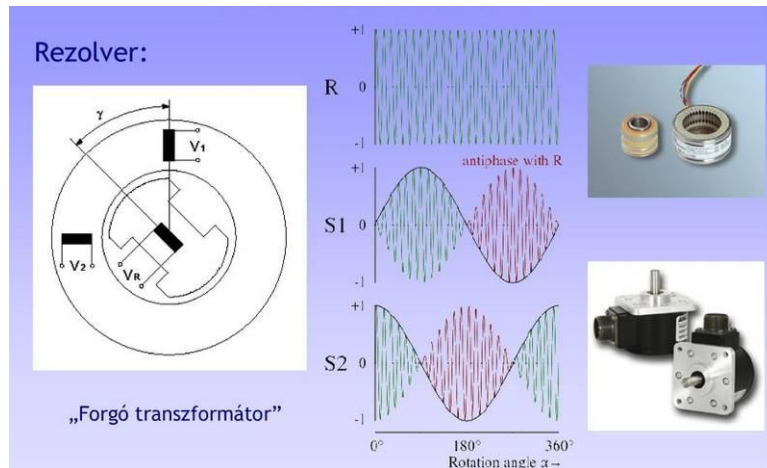 Rezolver:
γ
V1
V2
VR
„Forgó transzformátor”
R
+1
0
-1
antiphase with R
S1
+1
0
-1
S2
+1
0
-1
0°
180°
360°
Rotation angle α→